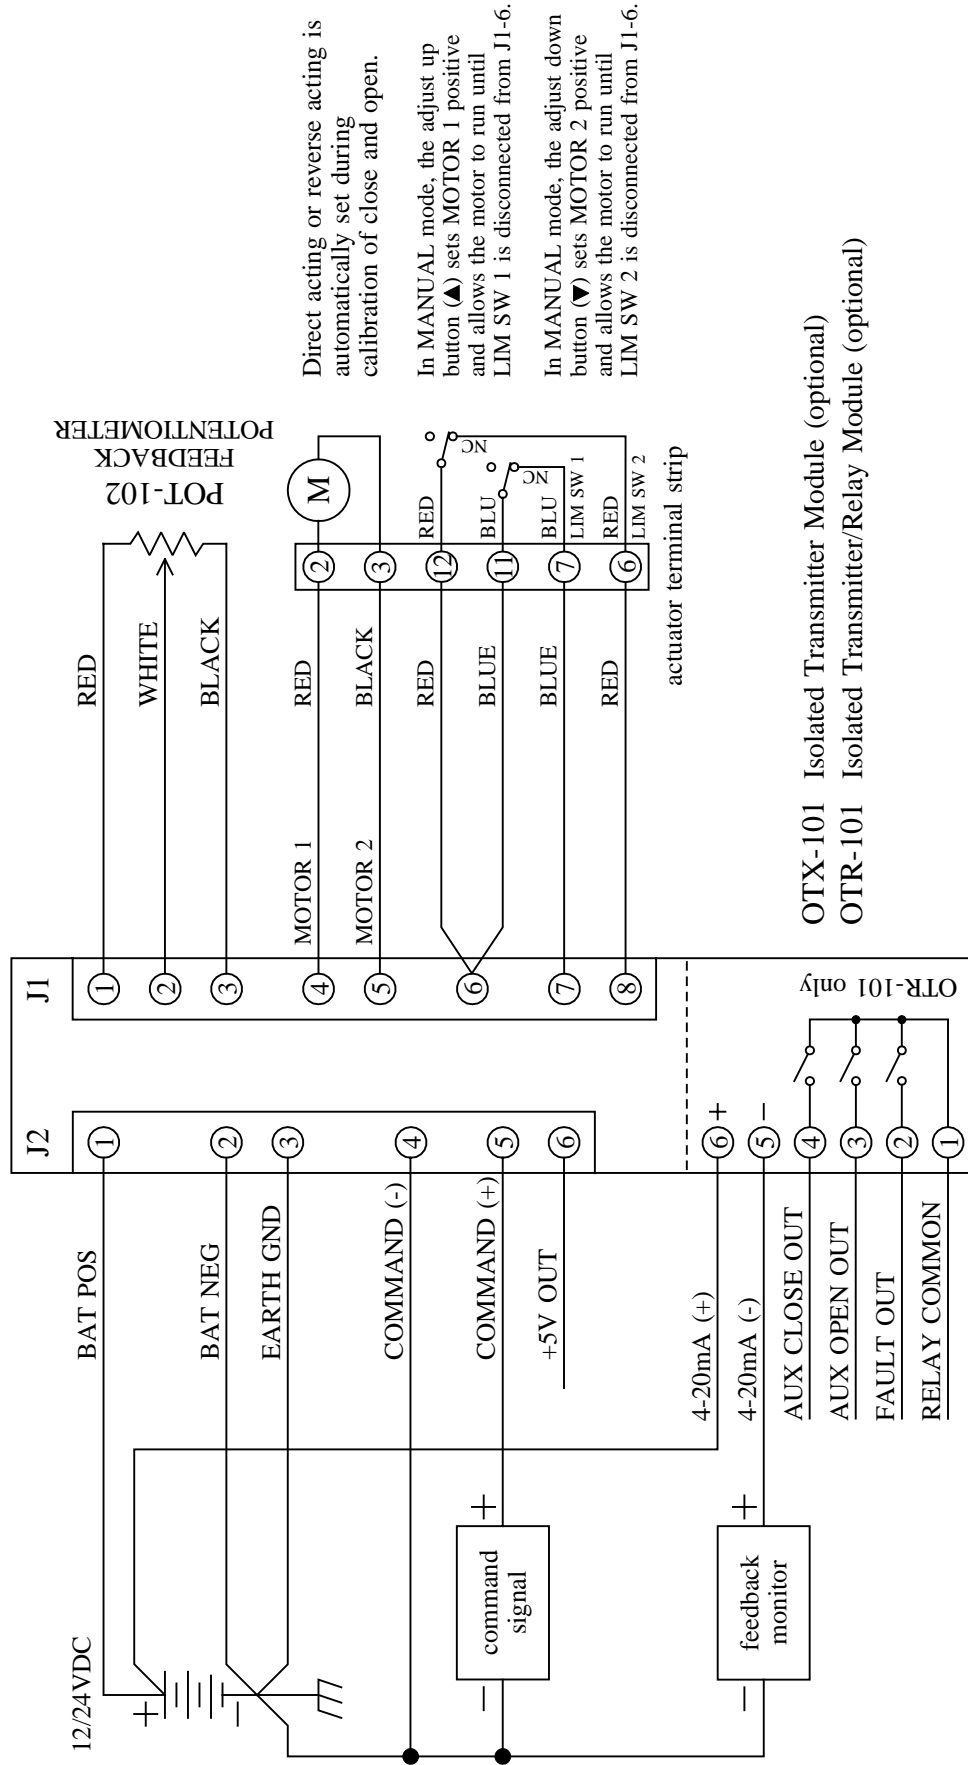 12/24VDC
+
−
BAT POS
BAT NEG
EARTH GND
COMMAND (-)
COMMAND (+)
+5V OUT
4-20mA (+)
4-20mA (-)
AUX CLOSE OUT
AUX OPEN OUT
FAULT OUT
RELAY COMMON
+
command
signal
−
+
feedback
monitor
−
J2
1
2
3
4
5
6
6 +
5 −
4
3
2
1
OTR-101 only
J1
1
2
3
4
5
6
7
8
RED
WHITE
BLACK
POT-102
FEEDBACK
POTENTIOMETER
MOTOR 1
RED
MOTOR 2
BLACK
RED
BLUE
BLUE
RED
2
3
12
11
7
6
M
RED
BLU
BLU
LIM SW 1
RED
LIM SW 2
NC
NC
actuator terminal strip
Direct acting or reverse acting is
automatically set during
calibration of close and open.
In MANUAL mode, the adjust up
button (▲) sets MOTOR 1 positive
and allows the motor to run until
LIM SW 1 is disconnected from J1-6.
In MANUAL mode, the adjust down
button (▼) sets MOTOR 2 positive
and allows the motor to run until
LIM SW 2 is disconnected from J1-6.
OTX-101 Isolated Transmitter Module (optional)
OTR-101 Isolated Transmitter/Relay Module (optional)